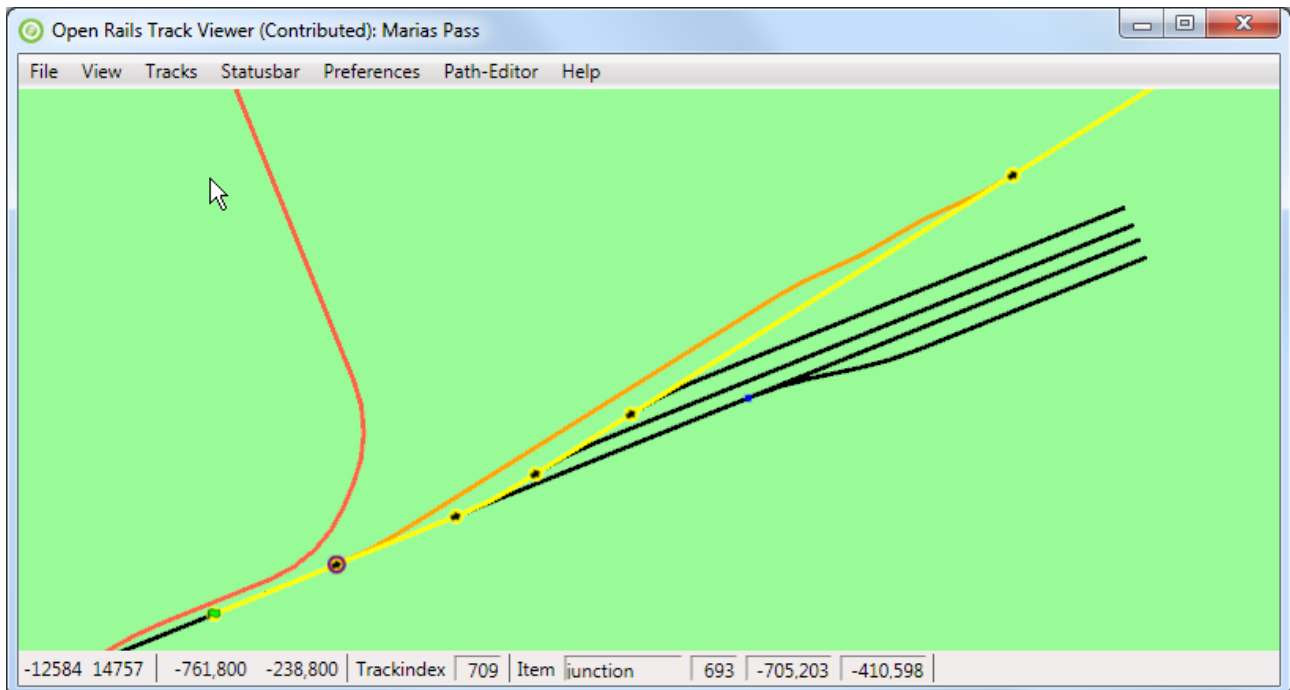 Open Rails Track Viewer (Contributed): Marias Pass
File View Tracks Statusbar Preferences Path-Editor Help
-12584 14757 -761,800 -238,800 Trackindex 709 Item junction 693 -705,203 -410,598